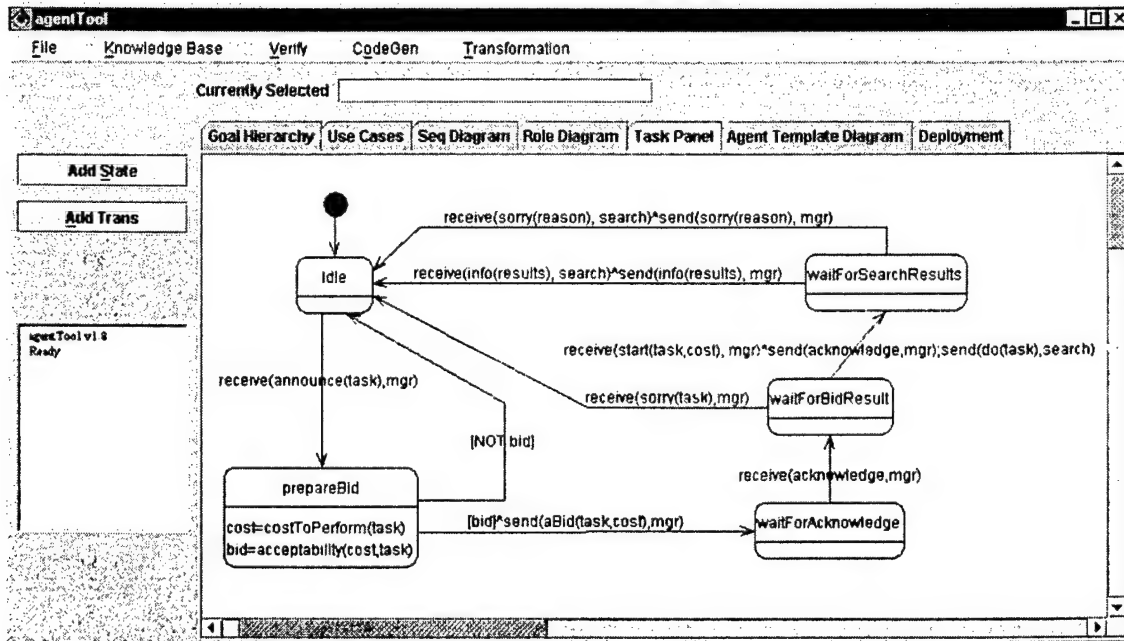 agentTool
File Knowledge Base Verify CodeGen Transformation
Currently Selected
Goal Hierarchy Use Cases Seq Diagram Role Diagram Task Panel Agent Template Diagram Deployment
Add State
Add Trans
agentTool v1.8
Ready
receive(sorry(reason), search)^send(sorry(reason), mgr)
Idle
receive(info(results), search)^send(info(results), mgr)
waitForSearchResults
receive(start(task,cost), mgr)^send(acknowledge,mgr);send(do(task),search)
receive(announce(task),mgr)
receive(sorry(task),mgr)
waitForBidResult
[NOT bid]
receive(acknowledge,mgr)
prepareBid
cost=costToPerform(task)
bid=acceptability(cost,task)
[bid]^send(aBid(task,cost),mgr)
waitForAcknowledge